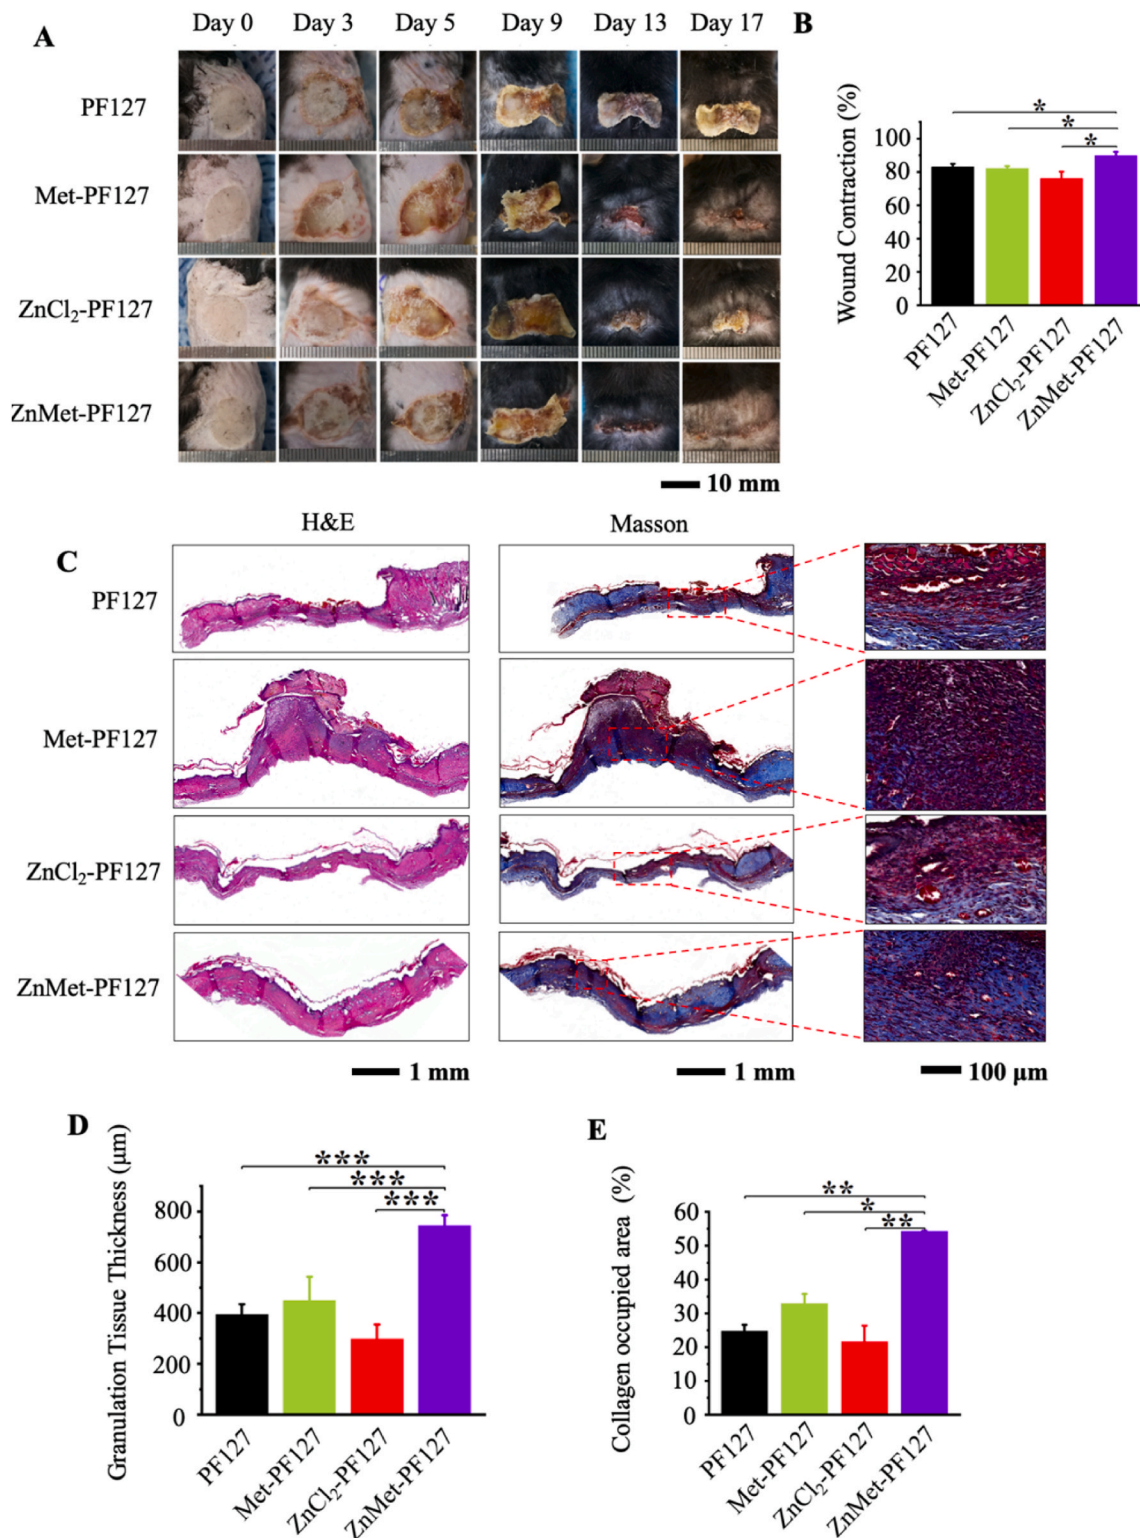 A
Day 0 Day 3 Day 5 Day 9 Day 13 Day 17
PF127
Met-PF127
ZnCl₂-PF127
ZnMet-PF127
10 mm
B
Wound Contraction (%)
100
80
60
40
80
0
*
*
*
PF127
Met-PF127
ZnCl₂-PF127
ZnMet-PF127
C
H&E Masson
PF127
Met-PF127
ZnCl₂-PF127
ZnMet-PF127
1 mm 1 mm 100 μm
D
Granulation Tissue Thickness (μm)
800
600
400
200
0
***
***
***
PF127
Met-PF127
ZnCl₂-PF127
ZnMet-PF127
E
Collagen occupied area (%)
60
50
40
30
20
10
0
**
*
**
PF127
Met-PF127
ZnCl₂-PF127
ZnMet-PF127